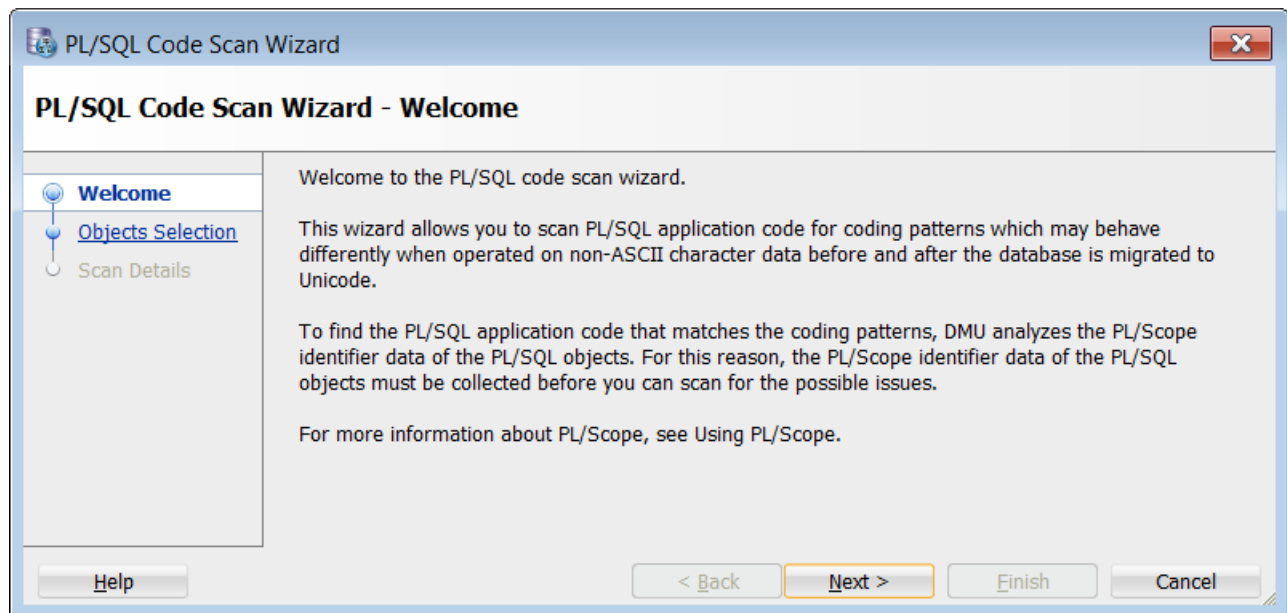 PL/SQL Code Scan Wizard
PL/SQL Code Scan Wizard - Welcome
Welcome
Objects Selection
Scan Details
Welcome to the PL/SQL code scan wizard.
This wizard allows you to scan PL/SQL application code for coding patterns which may behave
differently when operated on non-ASCII character data before and after the database is migrated to
Unicode.
To find the PL/SQL application code that matches the coding patterns, DMU analyzes the PL/Scope
identifier data of the PL/SQL objects. For this reason, the PL/Scope identifier data of the PL/SQL
objects must be collected before you can scan for the possible issues.
For more information about PL/Scope, see Using PL/Scope.
Help
< Back
Next >
Finish
Cancel